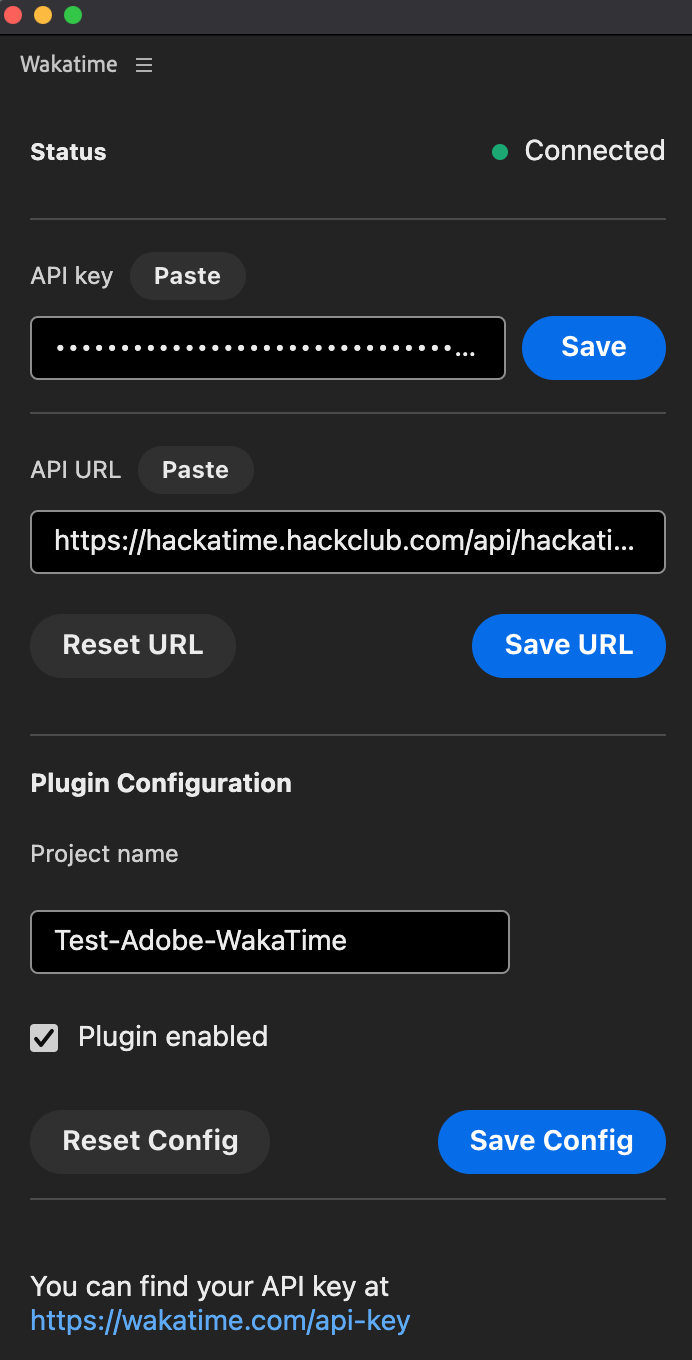 Wakatime
Status
Connected
API key
Paste
••••••••••••••••••••••••••••••••...
Save
API URL
Paste
https://hackatime.hackclub.com/api/hackati...
Reset URL
Save URL
Plugin Configuration
Project name
Test-Adobe-WakaTime
Plugin enabled
Reset Config
Save Config
You can find your API key at
https://wakatime.com/api-key